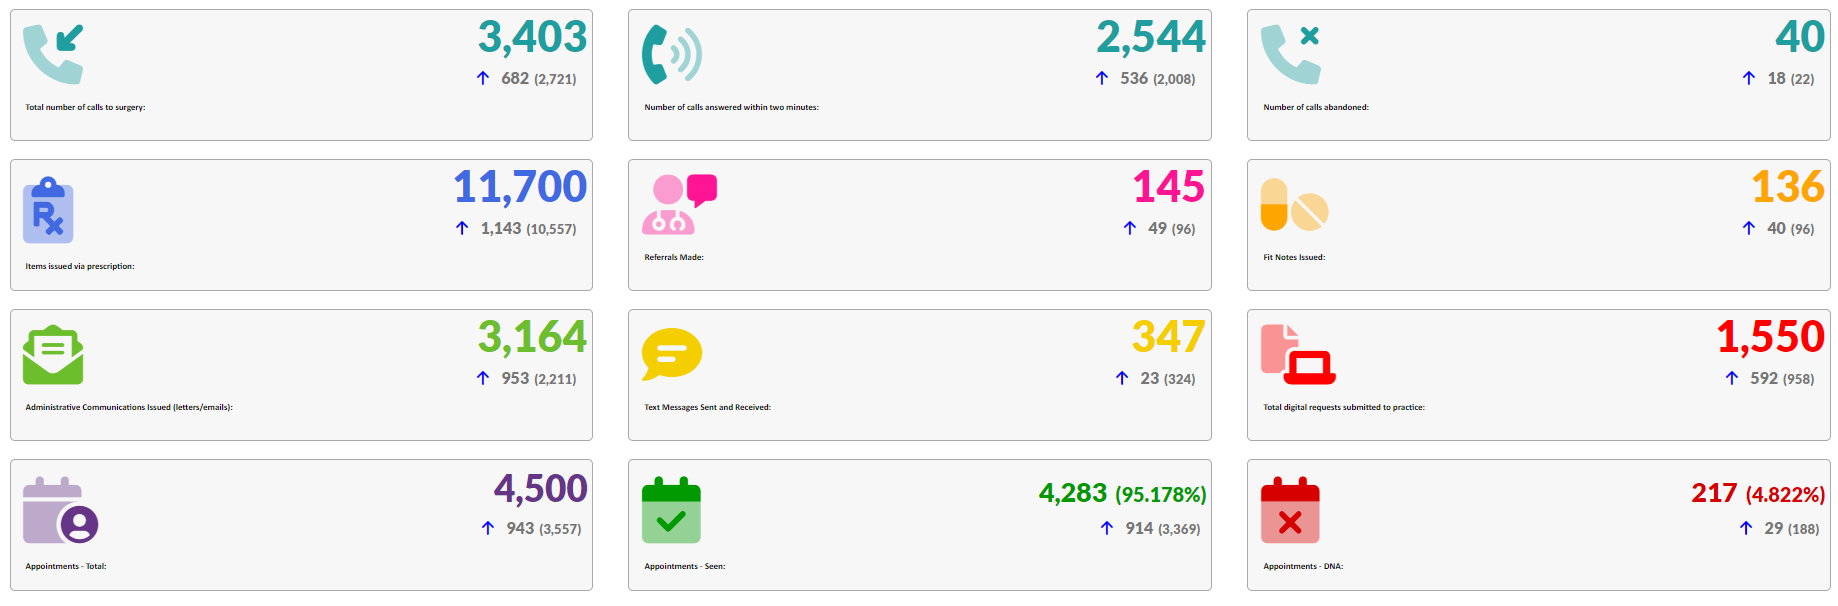 3,403
↑ 682 (2,721)
Total number of calls to surgery:
2,544
↑ 536 (2,008)
Number of calls answered within two minutes:
40
↑ 18 (22)
Number of calls abandoned:
Rx
11,700
↑ 1,143 (10,557)
Items issued via prescription:
145
↑ 49 (96)
Referrals Made:
136
↑ 40 (96)
Fit Notes Issued:
3,164
↑ 953 (2,211)
Administrative Communications Issued (letters/emails):
347
↑ 23 (324)
Text Messages Sent and Received:
1,550
↑ 592 (958)
Total digital requests submitted to practice:
4,500
↑ 943 (3,557)
Appointments - Total:
4,283 (95.178%)
↑ 914 (3,369)
Appointments - Seen:
217 (4.822%)
↑ 29 (188)
Appointments - DNA: